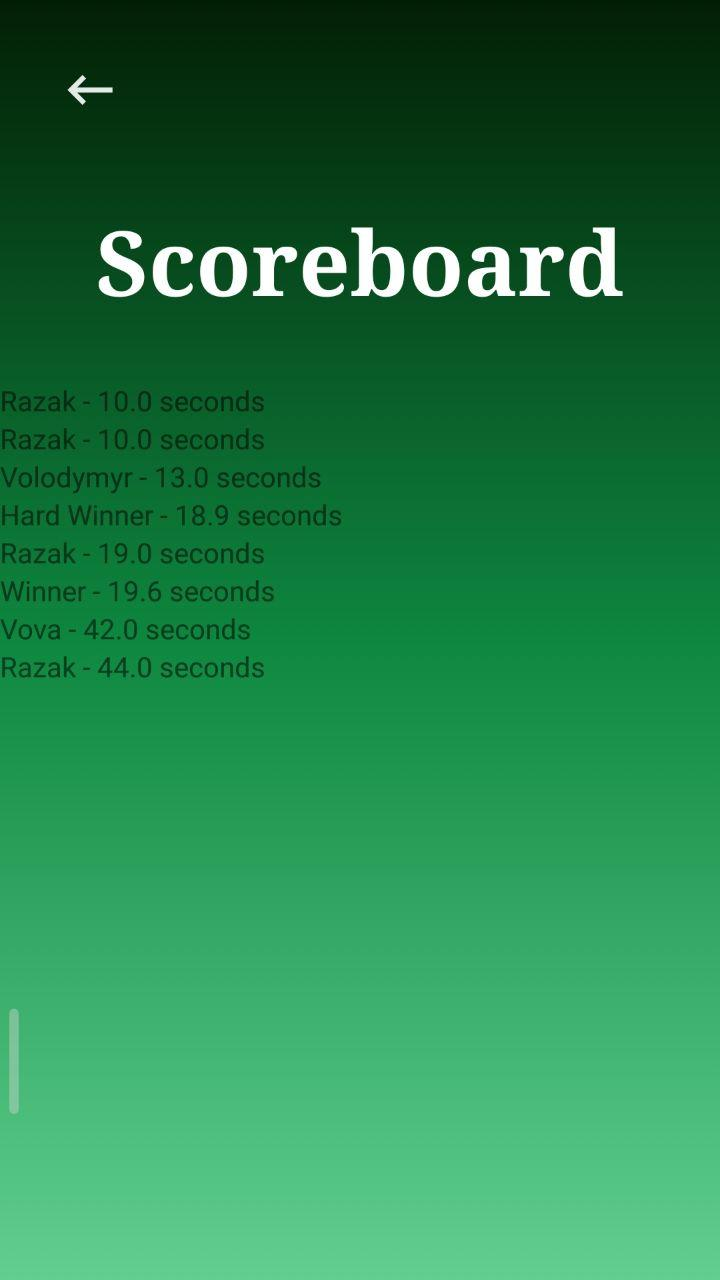 Scoreboard
Razak - 10.0 seconds
Razak - 10.0 seconds
Volodymyr - 13.0 seconds
Hard Winner - 18.9 seconds
Razak - 19.0 seconds
Winner - 19.6 seconds
Vova - 42.0 seconds
Razak - 44.0 seconds